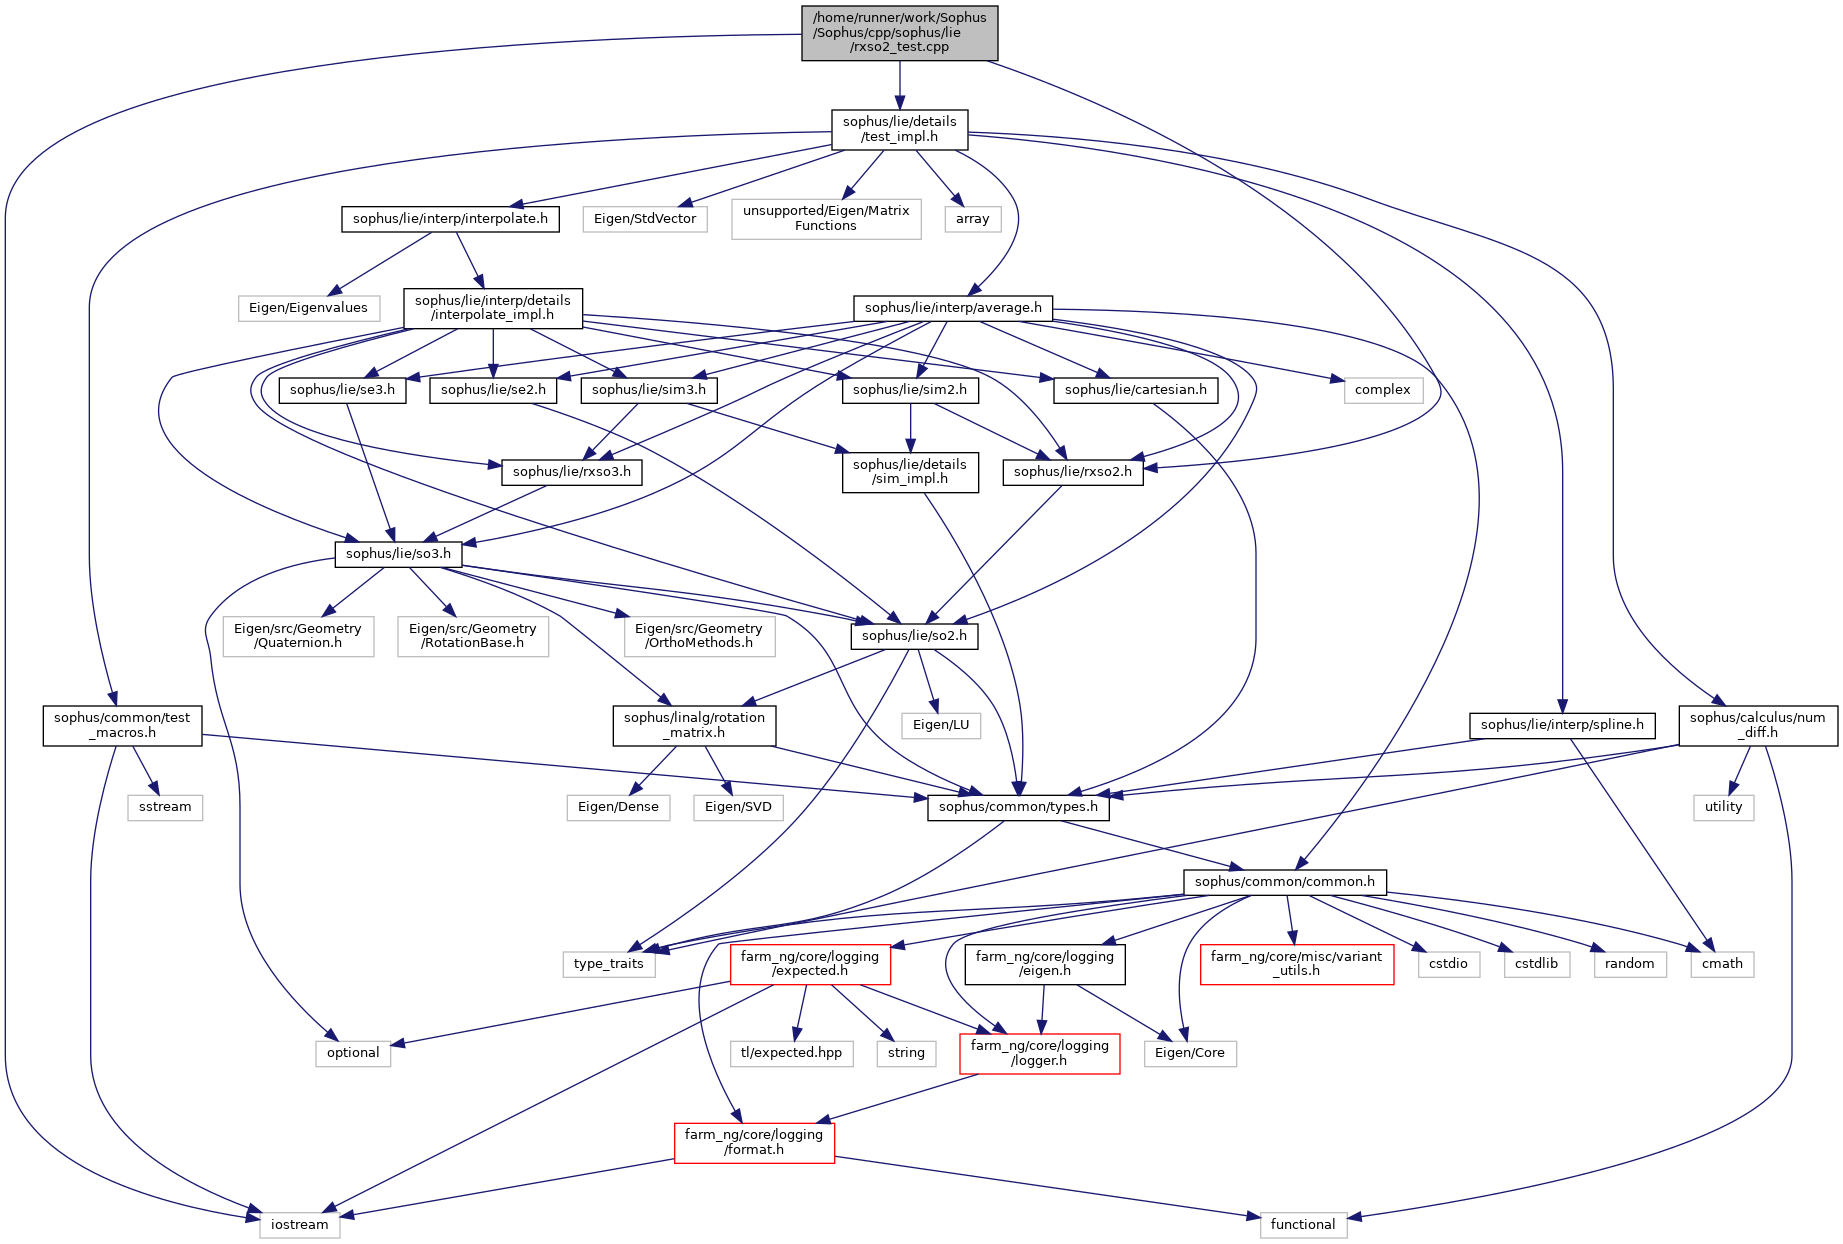 /home/runner/work/Sophus
/Sophus/cpp/sophus/lie
/rxso2_test.cpp
sophus/lie/details
/test_impl.h
sophus/lie/interp/interpolate.h
Eigen/StdVector
unsupported/Eigen/Matrix
Functions
array
Eigen/Eigenvalues
sophus/lie/interp/details
/interpolate_impl.h
sophus/lie/interp/average.h
sophus/lie/se3.h
sophus/lie/se2.h
sophus/lie/sim3.h
sophus/lie/sim2.h
sophus/lie/cartesian.h
complex
sophus/lie/rxso3.h
sophus/lie/details
/sim_impl.h
sophus/lie/rxso2.h
sophus/lie/so3.h
Eigen/src/Geometry
/Quaternion.h
Eigen/src/Geometry
/RotationBase.h
Eigen/src/Geometry
/OrthoMethods.h
sophus/lie/so2.h
sophus/common/test
_macros.h
sophus/linalg/rotation
_matrix.h
Eigen/LU
sophus/lie/interp/spline.h
sophus/calculus/num
_diff.h
sstream
Eigen/Dense
Eigen/SVD
sophus/common/types.h
utility
sophus/common/common.h
type_traits
farm_ng/core/logging
/expected.h
farm_ng/core/logging
/eigen.h
farm_ng/core/misc/variant
_utils.h
cstdio
cstdlib
random
cmath
optional
tl/expected.hpp
string
farm_ng/core/logging
/logger.h
Eigen/Core
farm_ng/core/logging
/format.h
iostream
functional